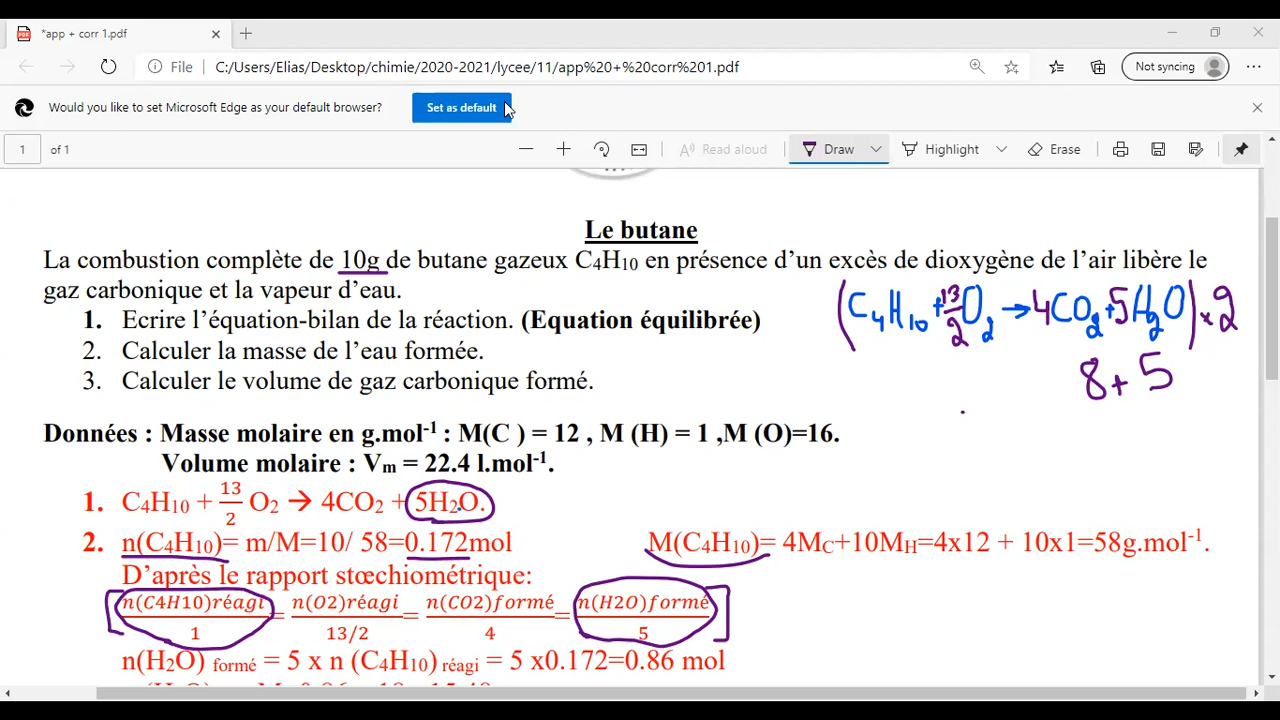 *app + corr 1.pdf
File C:/Users/Elias/Desktop/chimie/2020-2021/lycee/11/app%20+%20corr%201.pdf Not syncing
Would you like to set Microsoft Edge as your default browser? Set as default
1 of 1 Read aloud Draw Highlight Erase
Le butane
La combustion complète de 10g de butane gazeux C4H10 en présence d'un excès de dioxygène de l'air libère le
gaz carbonique et la vapeur d'eau.
(C4H10 + 13/2 O2 → 4CO2 + 5H2O) × 2
1. Ecrire l'équation-bilan de la réaction. (Equation équilibrée)
2. Calculer la masse de l'eau formée.
8 + 5
3. Calculer le volume de gaz carbonique formé.
Données : Masse molaire en g.mol-1 : M(C ) = 12 , M (H) = 1 ,M (O)=16.
Volume molaire : Vm = 22.4 l.mol-1.
1. C4H10 + 13/2 O2 → 4CO2 + 5H2O.
2. n(C4H10)= m/M=10/ 58=0.172mol M(C4H10)= 4MC+10MH=4x12 + 10x1=58g.mol-1.
D'après le rapport stœchiométrique:
n(C4H10)réagi/1 = n(O2)réagi/13/2 = n(CO2)formé/4 = n(H2O)formé/5
n(H2O) formé = 5 x n (C4H10) réagi = 5 x0.172=0.86 mol